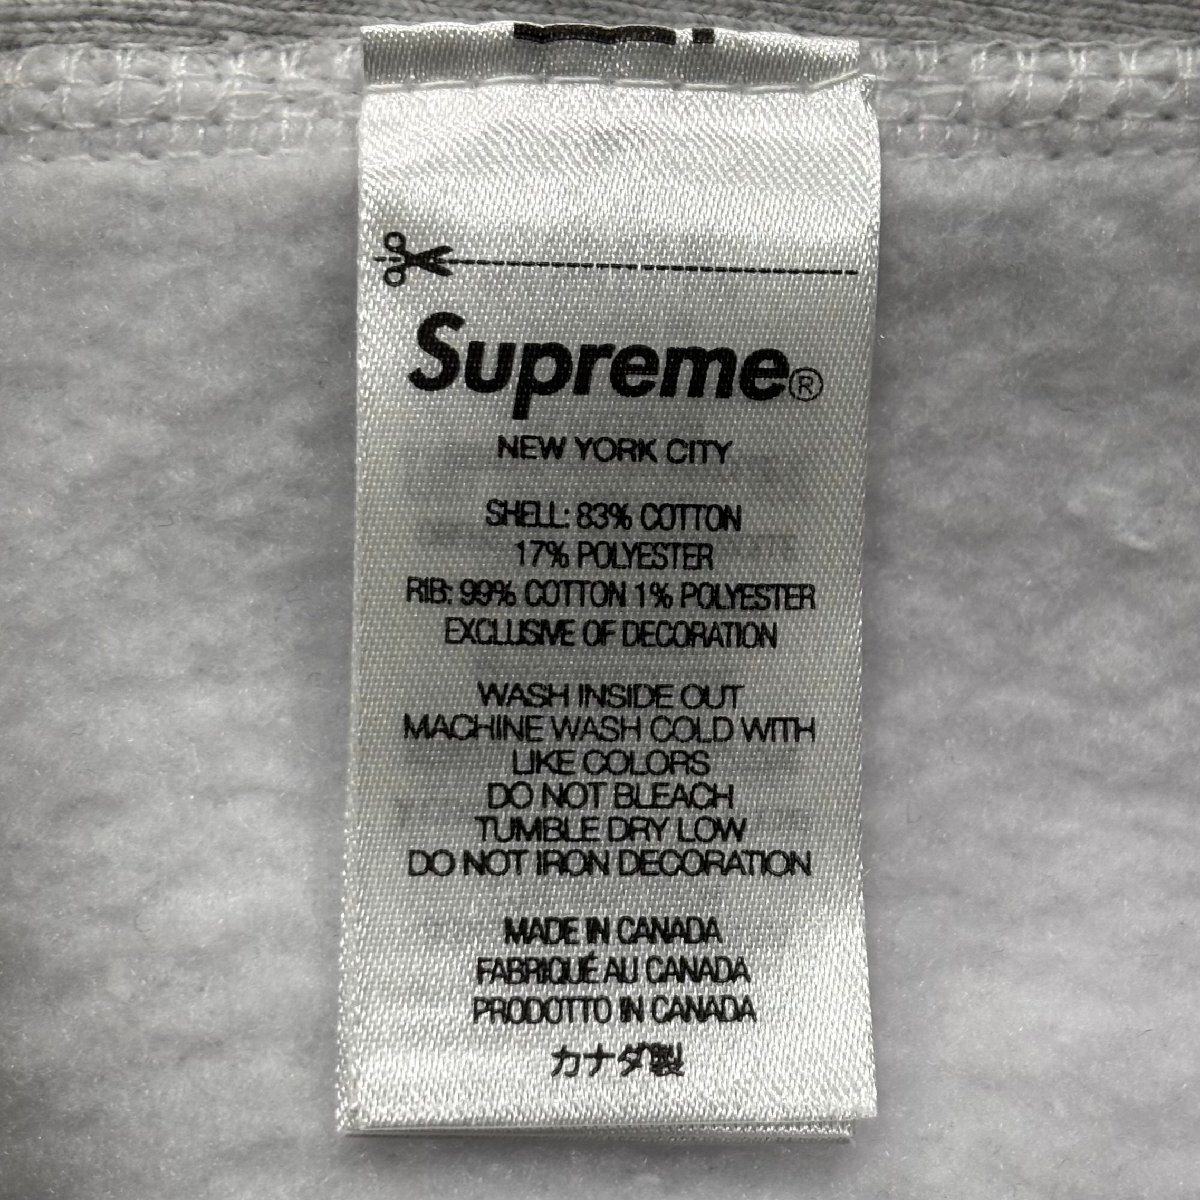 Supreme®
NEW YORK CITY
SHELL: 83% COTTON
17% POLYESTER
RIB: 99% COTTON 1% POLYESTER
EXCLUSIVE OF DECORATION
WASH INSIDE OUT
MACHINE WASH COLD WITH
LIKE COLORS
DO NOT BLEACH
TUMBLE DRY LOW
DO NOT IRON DECORATION
MADE IN CANADA
FABRIQUÉ AU CANADA
PRODOTTO IN CANADA
カナダ製